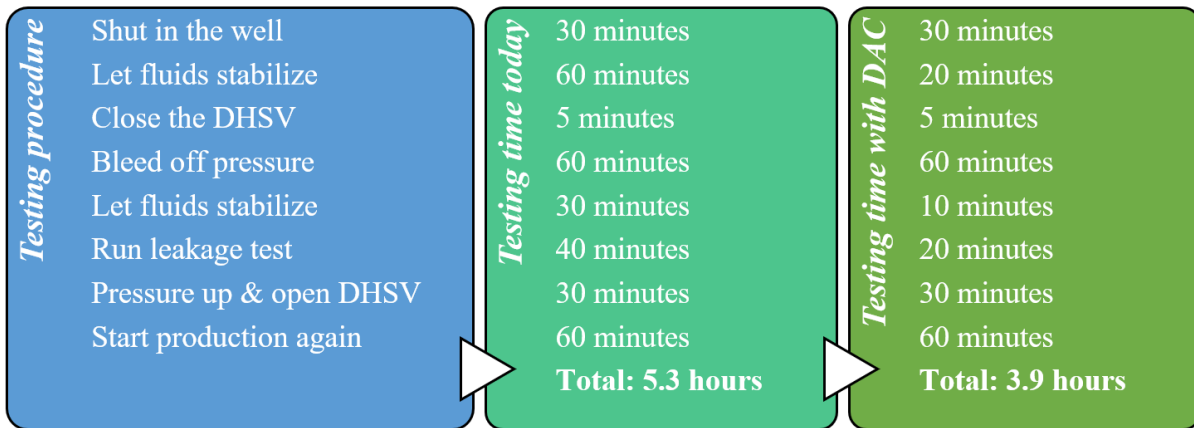 Testing procedure
Shut in the well
Let fluids stabilize
Close the DHSV
Bleed off pressure
Let fluids stabilize
Run leakage test
Pressure up & open DHSV
Start production again
Testing time today
30 minutes
60 minutes
5 minutes
60 minutes
30 minutes
40 minutes
30 minutes
60 minutes
Total: 5.3 hours
Testing time with DAC
30 minutes
20 minutes
5 minutes
60 minutes
10 minutes
20 minutes
30 minutes
60 minutes
Total: 3.9 hours